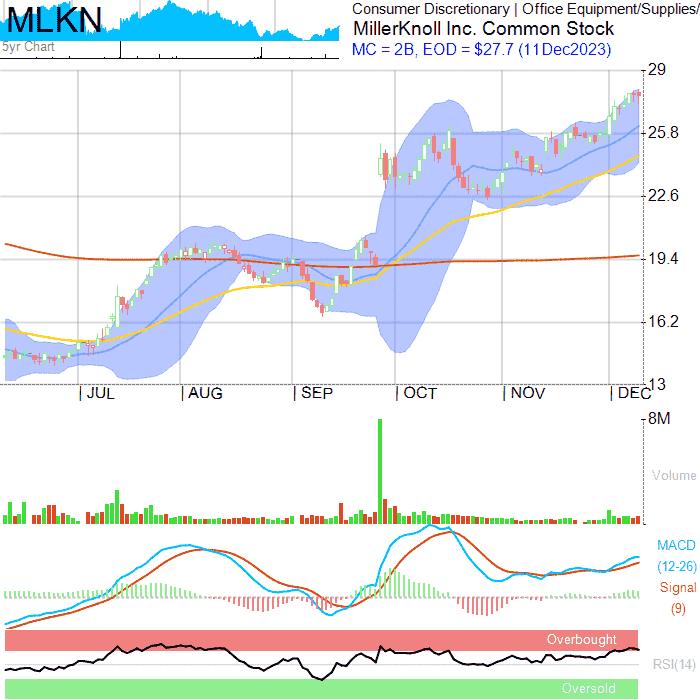 MLKN
5yr Chart
Consumer Discretionary | Office Equipment/Supplies/
MillerKnoll Inc. Common Stock
MC = 2B, EOD = $27.7 (11Dec2023)
29
25.8
22.6
19.4
16.2
13
JUL AUG SEP OCT NOV DEC
8M
Volume
MACD
(12-26)
Signal
(9)
Overbought
RSI(14)
Oversold